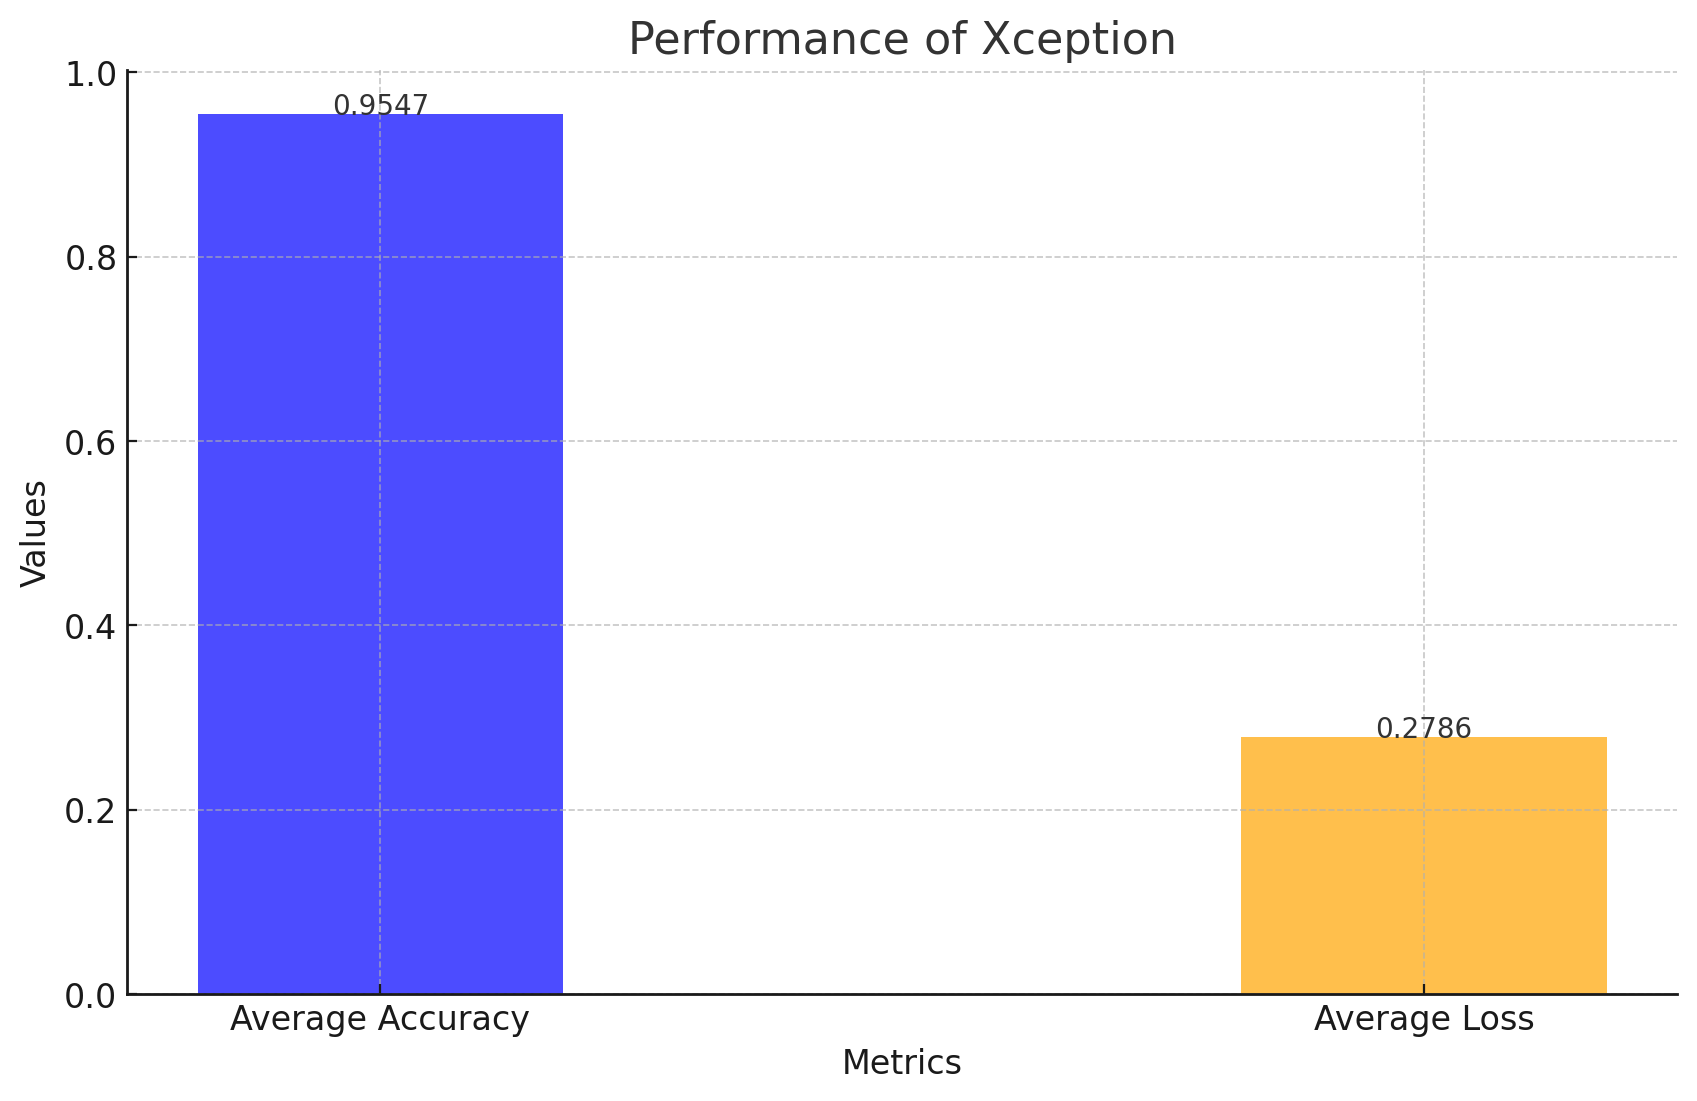 Performance of Xception
1.0
0.8
0.6
0.4
0.2
0.0
Values
0.9547
0.2786
Average Accuracy
Average Loss
Metrics